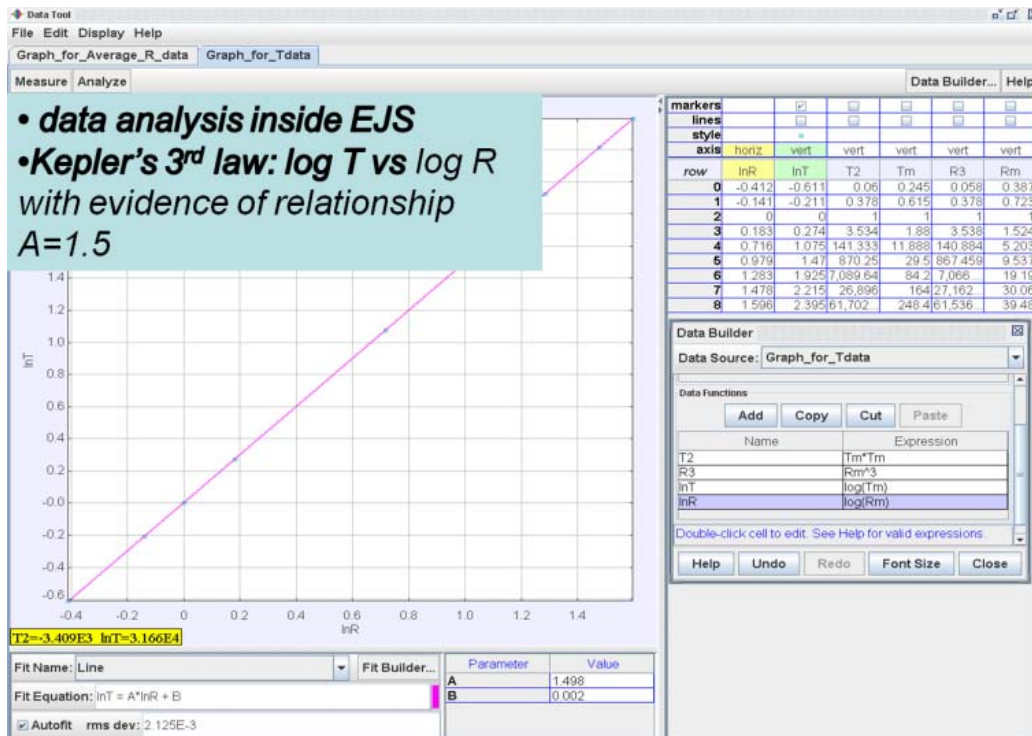 Data Tool
File Edit Display Help
Graph_for_Average_R_data Graph_for_Tdata
Measure Analyze Data Builder... Help
• data analysis inside EJS
•Kepler's 3rd law: log T vs log R
with evidence of relationship
A=1.5
markers
lines
style
axis horiz vert vert vert vert vert
row lnR lnT T2 Tm R3 Rm
0 -0.412 -0.611 0.06 0.245 0.058 0.387
1 -0.141 -0.211 0.378 0.615 0.378 0.723
2 0 0 1 1 1 1
3 0.183 0.274 3.534 1.88 3.538 1.524
4 0.716 1.075 141.333 11.888 140.884 5.203
5 0.979 1.47 870.25 29.5 867.459 9.537
6 1.283 1.925 7,089.64 84.2 7,066... 19.19
7 1.478 2.215 26,896 164 27,162... 30.06
8 1.596 2.395 61,702... 248.4 61,536... 39.48
1.4
1.2
1.0
0.8
0.6
0.4
0.2
-0.0
-0.2
-0.4
-0.6
lnT
-0.4 -0.2 0 0.2 0.4 0.6 0.8 1.0 1.2 1.4
lnR
T2=-3.409E3 lnT=3.166E4
Data Builder
Data Source: Graph_for_Tdata
Data Functions
Add Copy Cut Paste
Name Expression
T2 Tm*Tm
R3 Rm^3
lnT log(Tm)
lnR log(Rm)
Double-click cell to edit. See Help for valid expressions.
Help Undo Redo Font Size Close
Fit Name: Line Fit Builder...
Fit Equation: lnT = A*lnR + B
Autofit rms dev: 2.125E-3
Parameter Value
A 1.498
B 0.002